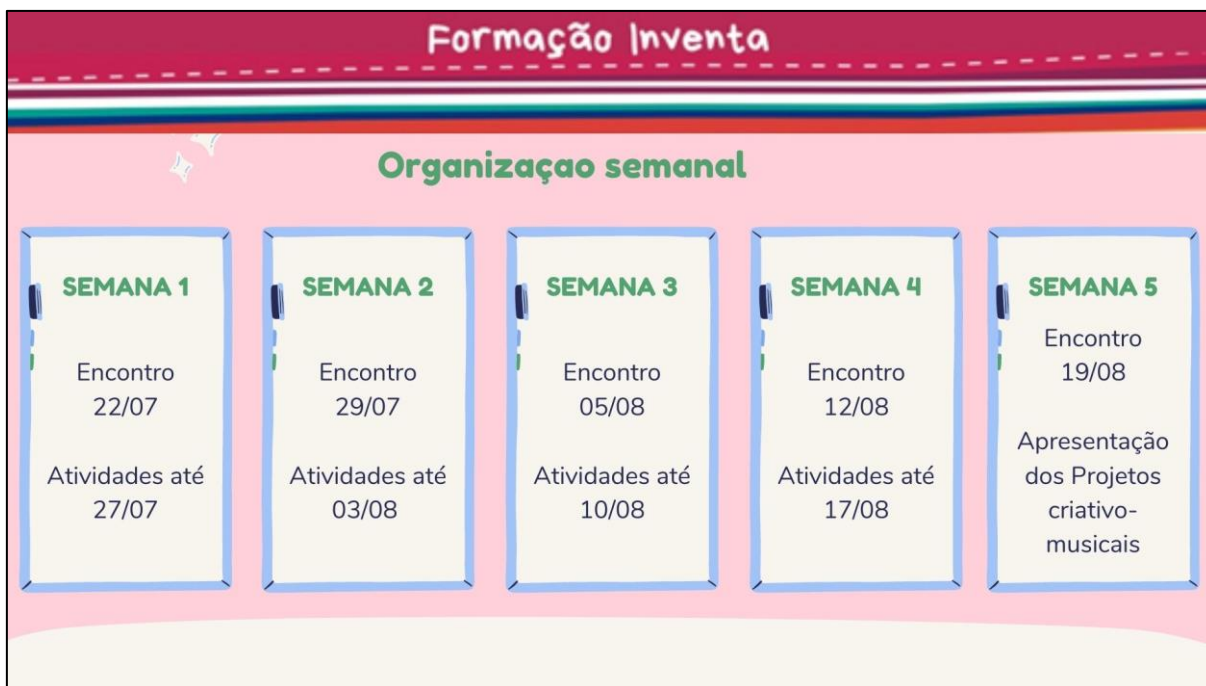 Formação Inventa
Organizaçao semanal
SEMANA 1
Encontro
22/07
Atividades até
27/07
SEMANA 2
Encontro
29/07
Atividades até
03/08
SEMANA 3
Encontro
05/08
Atividades até
10/08
SEMANA 4
Encontro
12/08
Atividades até
17/08
SEMANA 5
Encontro
19/08
Apresentação
dos Projetos
criativo-
musicais